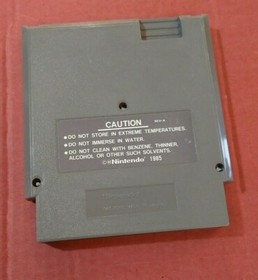 CAUTION
●DO NOT STORE IN EXTREME TEMPERATURES.
●DO NOT IMMERSE IN WATER.
●DO NOT CLEAN WITH BENZENE, THINNER,
ALCOHOL OR OTHER SUCH SOLVENTS.
©®Nintendo 1985